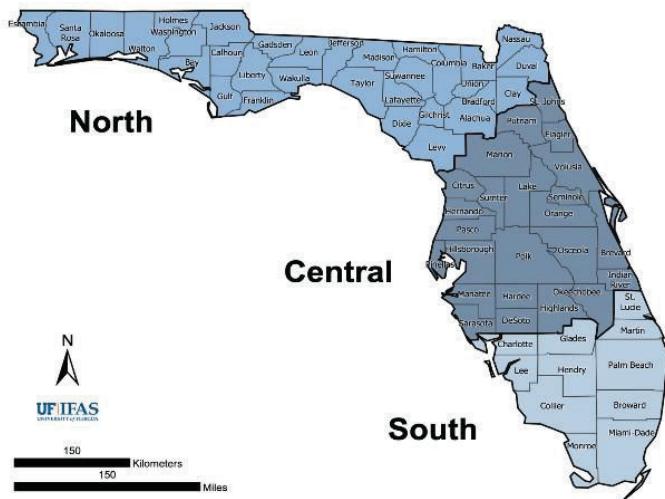 Escambia
Santa
Rosa
Okaloosa
Walton
Holmes
Washington
Bay
Jackson
Calhoun
Gulf
Gadsden
Liberty
Franklin
Leon
Wakulla
Jefferson
Madison
Taylor
Hamilton
Suwannee
Lafayette
Dixie
Columbia
Gilchrist
Levy
Baker
Union
Bradford
Alachua
Nassau
Duval
Clay
North
St. Johns
Putnam
Flagler
Marion
Volusia
Citrus
Sumter
Lake
Seminole
Hernando
Orange
Pasco
Hillsborough
Pinellas
Polk
Osceola
Brevard
Indian
River
Central
Manatee
Hardee
Okeechobee
Highlands
Sarasota
DeSoto
St.
Lucie
Martin
Charlotte
Glades
Lee
Hendry
Palm Beach
Collier
Broward
Monroe
Miami-Dade
South
N
UF|IFAS
UNIVERSITY of FLORIDA
150
Kilometers
150
Miles